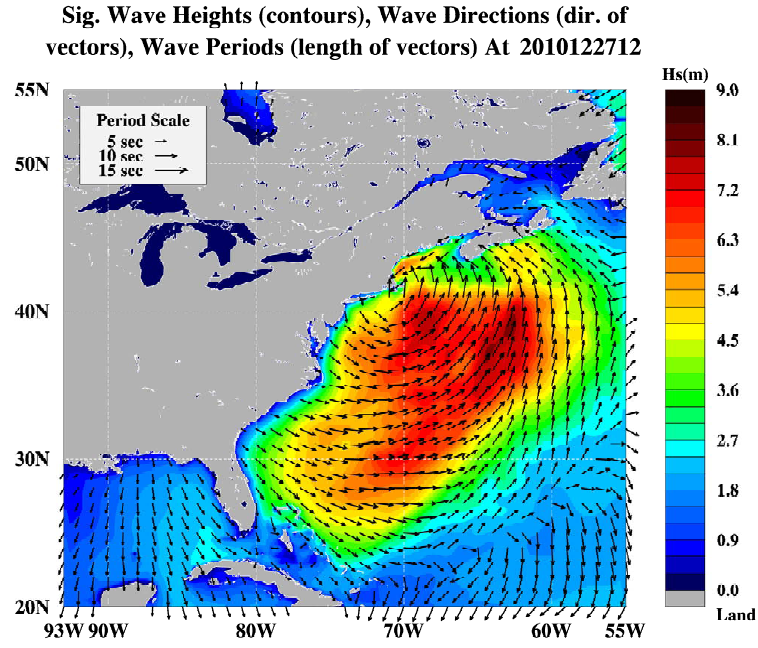 Sig. Wave Heights (contours), Wave Directions (dir. of
vectors), Wave Periods (length of vectors) At 2010122712
Hs(m)
55N
50N
40N
30N
20N
Period Scale
5 sec
10 sec
15 sec
93W 90W 80W 70W 60W 55W
9.0
8.1
7.2
6.3
5.4
4.5
3.6
2.7
1.8
0.9
0.0
Land